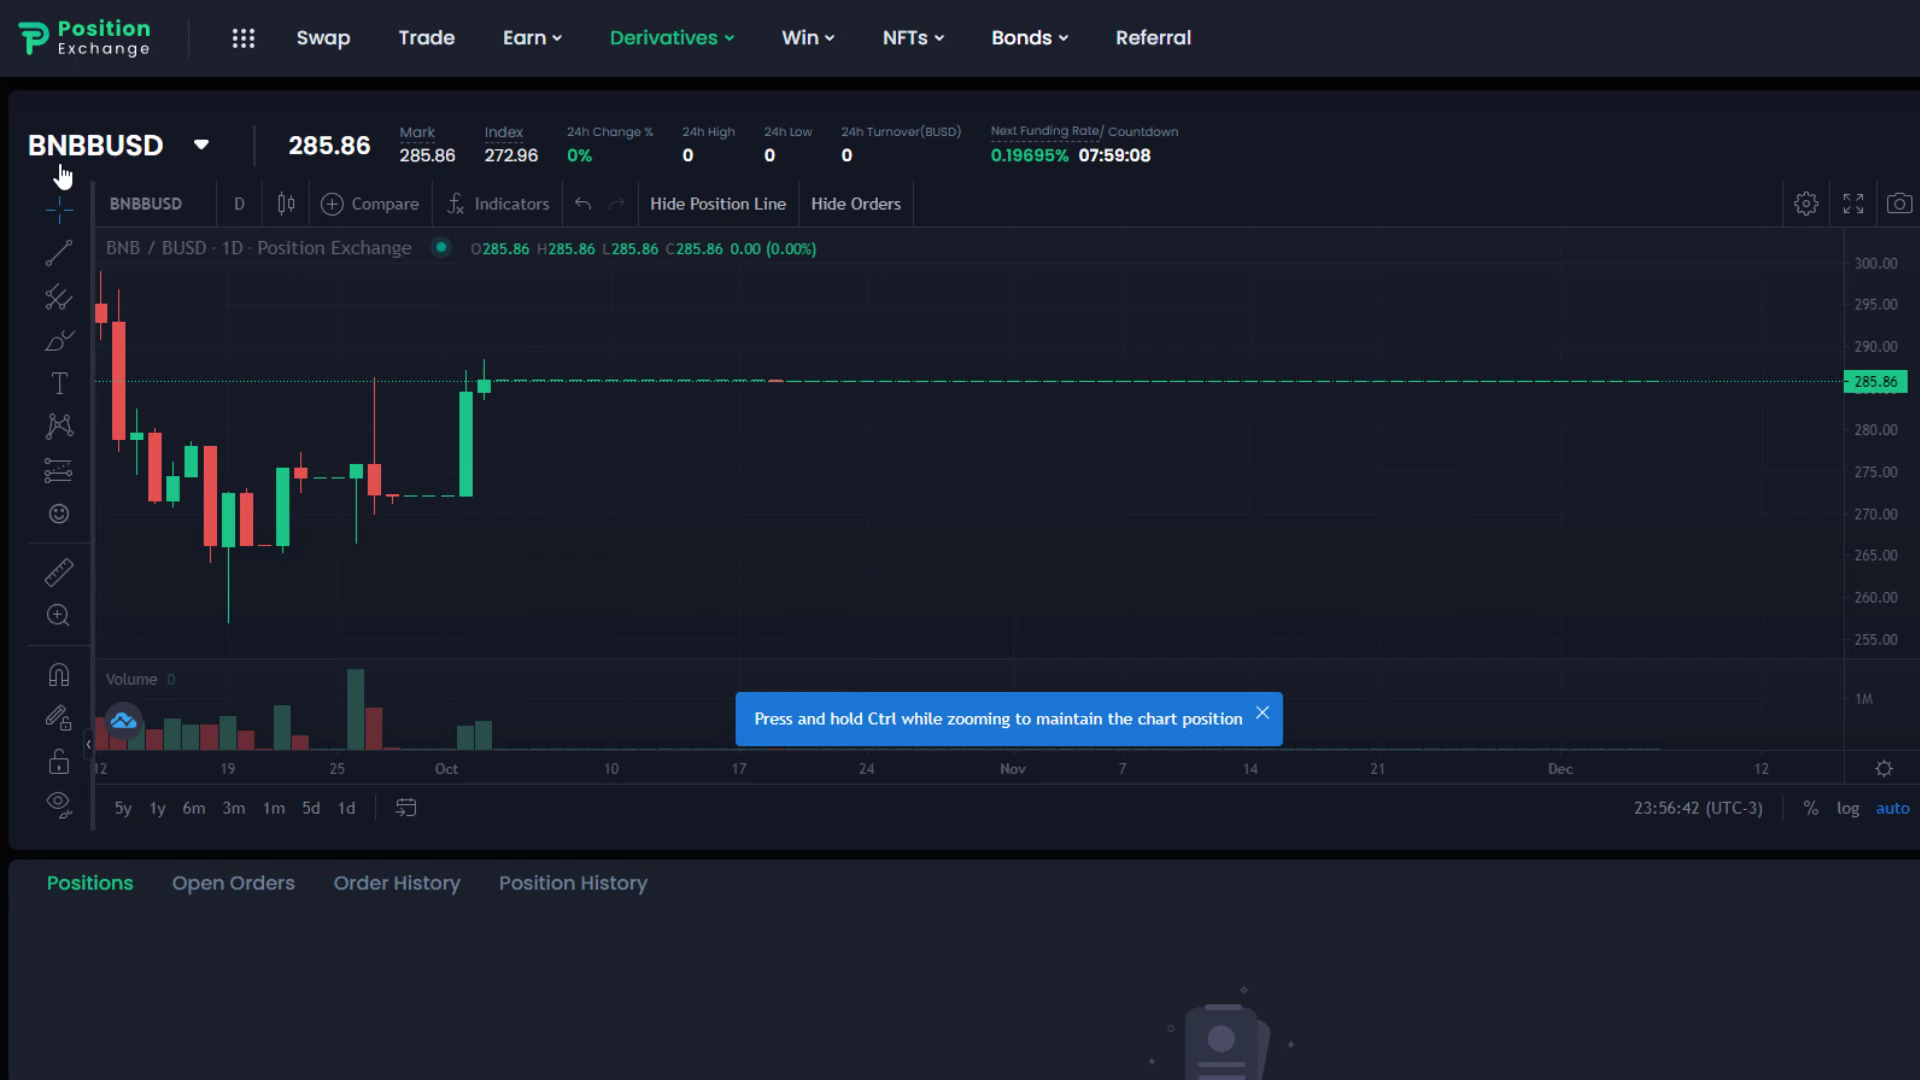 Position
Exchange
Swap Trade Earn Derivatives Win NFTs Bonds Referral
BNBBUSD 285.86
Mark Index 24h Change % 24h High 24h Low 24h Turnover(BUSD) Next Funding Rate/ Countdown
285.86 272.96 0% 0 0 0 0.19695% 07:59:08
BNBBUSD D Compare Indicators Hide Position Line Hide Orders
BNB / BUSD · 1D · Position Exchange O285.86 H285.86 L285.86 C285.86 0.00 (0.00%)
300.00
295.00
290.00
285.86
280.00
275.00
270.00
265.00
260.00
255.00
Volume 0
1M
Press and hold Ctrl while zooming to maintain the chart position
12 19 25 Oct 10 17 24 Nov 7 14 21 Dec 12
5y 1y 6m 3m 1m 5d 1d 23:56:42 (UTC-3) % log auto
Positions Open Orders Order History Position History